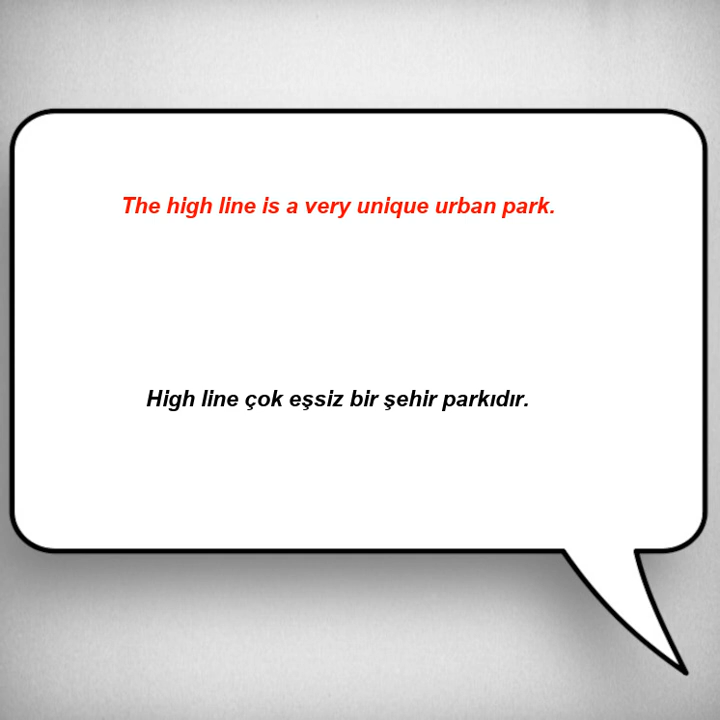 The high line is a very unique urban park.
High line çok eşsiz bir şehir parkıdır.